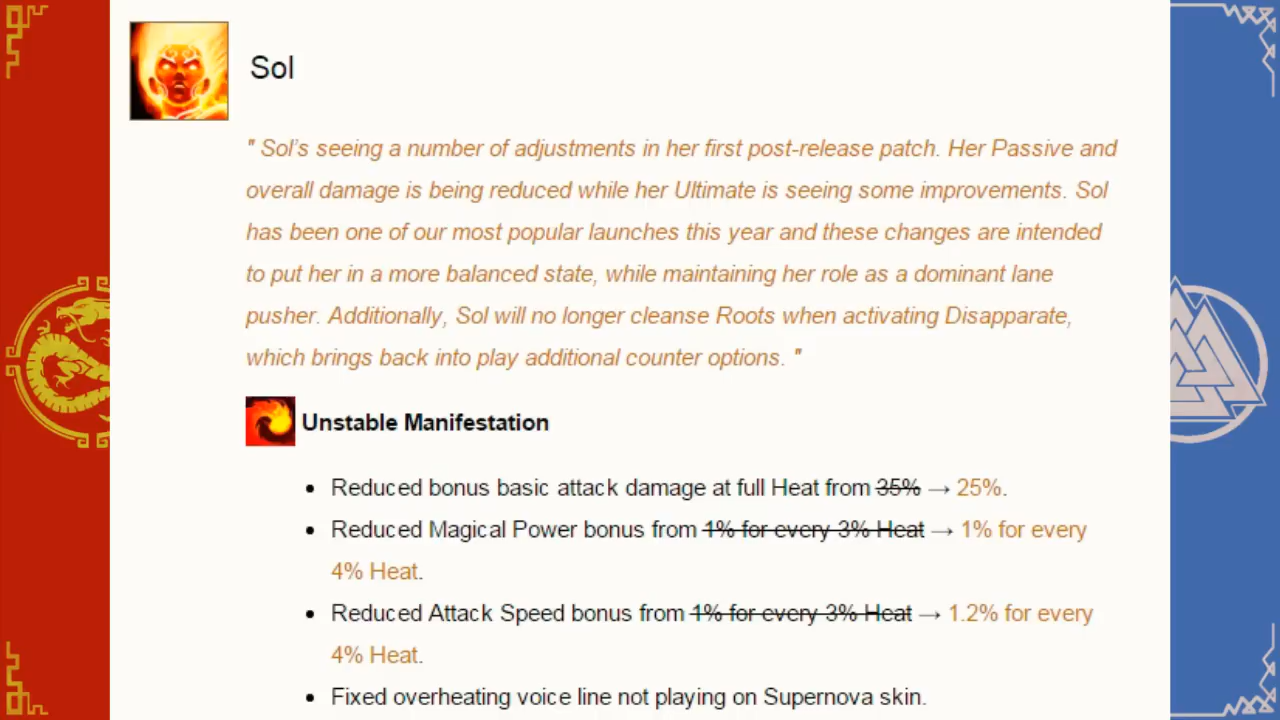 Sol
" Sol's seeing a number of adjustments in her first post-release patch. Her Passive and
overall damage is being reduced while her Ultimate is seeing some improvements. Sol
has been one of our most popular launches this year and these changes are intended
to put her in a more balanced state, while maintaining her role as a dominant lane
pusher. Additionally, Sol will no longer cleanse Roots when activating Disapparate,
which brings back into play additional counter options. "
Unstable Manifestation
• Reduced bonus basic attack damage at full Heat from 35% → 25%.
• Reduced Magical Power bonus from 1% for every 3% Heat → 1% for every
4% Heat.
• Reduced Attack Speed bonus from 1% for every 3% Heat → 1.2% for every
4% Heat.
• Fixed overheating voice line not playing on Supernova skin.